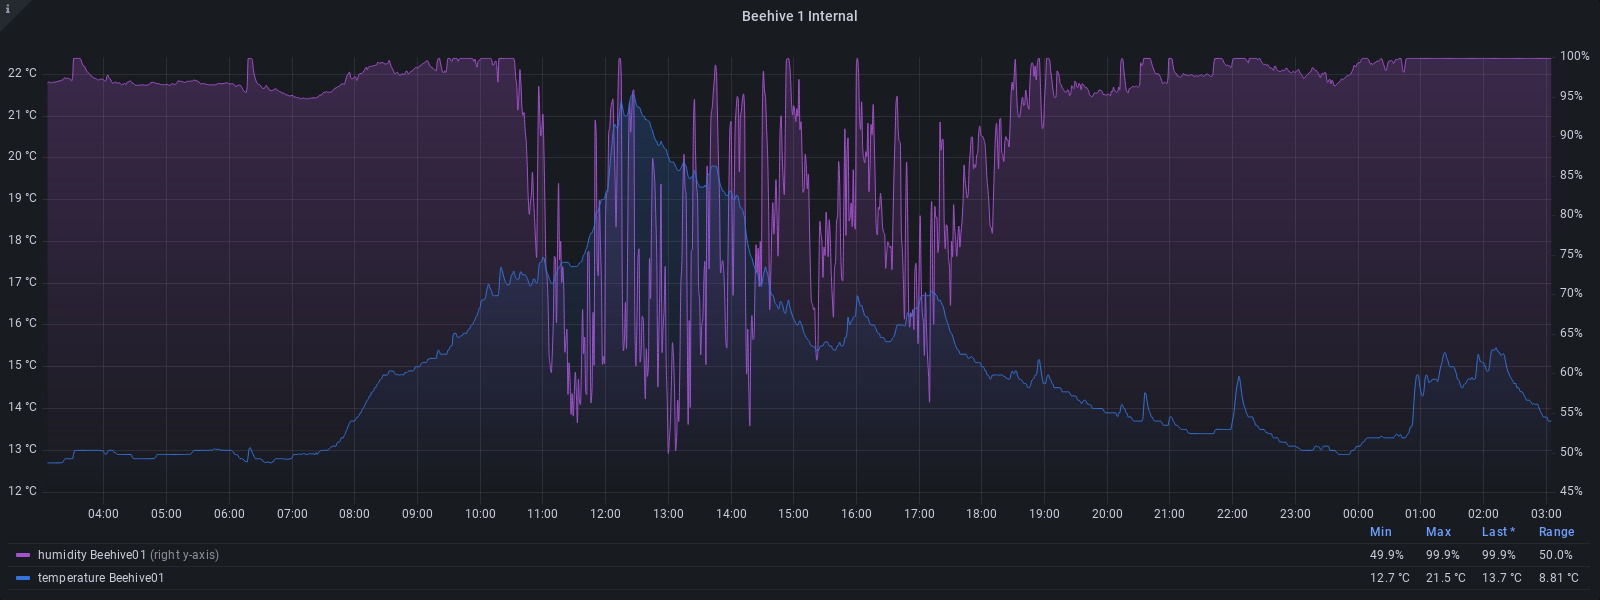 i
Beehive 1 Internal
22 °C 100%
21 °C 95%
20 °C 90%
19 °C 85%
18 °C 80%
17 °C 75%
16 °C 70%
15 °C 65%
14 °C 60%
13 °C 55%
12 °C 50%
45%
04:00 05:00 06:00 07:00 08:00 09:00 10:00 11:00 12:00 13:00 14:00 15:00 16:00 17:00 18:00 19:00 20:00 21:00 22:00 23:00 00:00 01:00 02:00 03:00
Min Max Last * Range
humidity Beehive01 (right y-axis) 49.9% 99.9% 99.9% 50.0%
temperature Beehive01 12.7 °C 21.5 °C 13.7 °C 8.81 °C